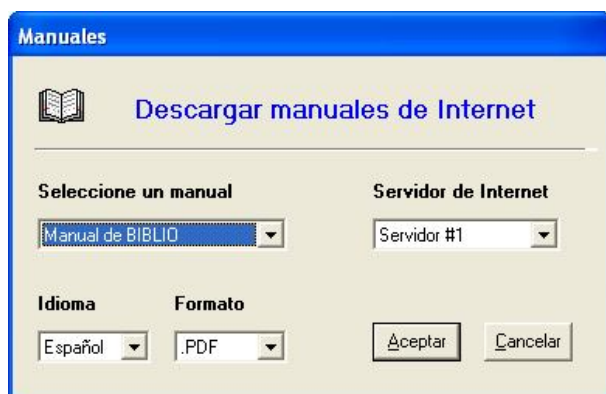 Manuales
Descargar manuales de Internet
Seleccione un manual
Servidor de Internet
Manual de BIBLIO
Servidor #1
Idioma
Formato
Español
.PDF
Aceptar
Cancelar